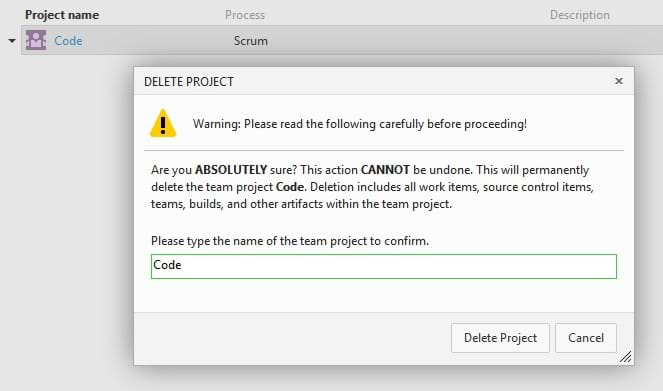 Project name Process Description
Code Scrum
DELETE PROJECT ×
Warning: Please read the following carefully before proceeding!
Are you ABSOLUTELY sure? This action CANNOT be undone. This will permanently
delete the team project Code. Deletion includes all work items, source control items,
teams, builds, and other artifacts within the team project.
Please type the name of the team project to confirm.
Code
Delete Project Cancel